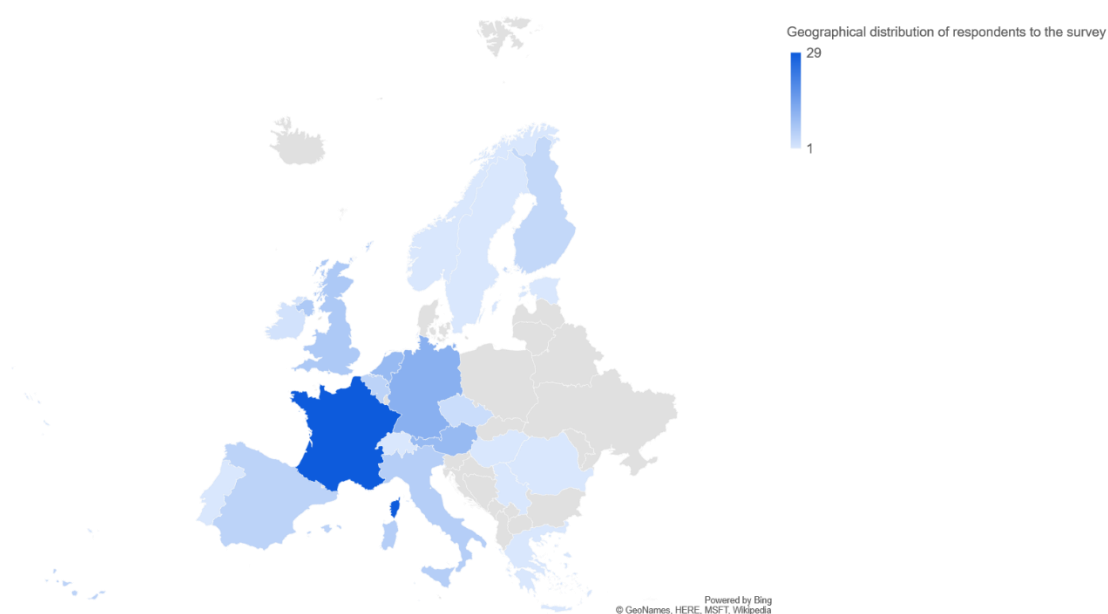 Geographical distribution of respondents to the survey
29
1
Powered by Bing
© GeoNames, HERE, MSFT, Wikipedia